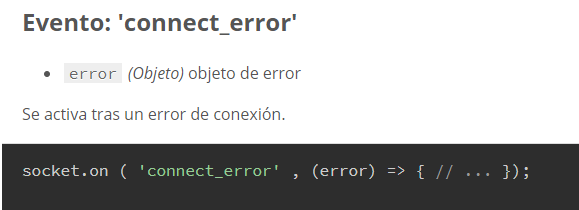 Evento: 'connect_error'
error (Objeto) objeto de error
Se activa tras un error de conexión.
socket.on ( 'connect_error' , (error) => { // ... });